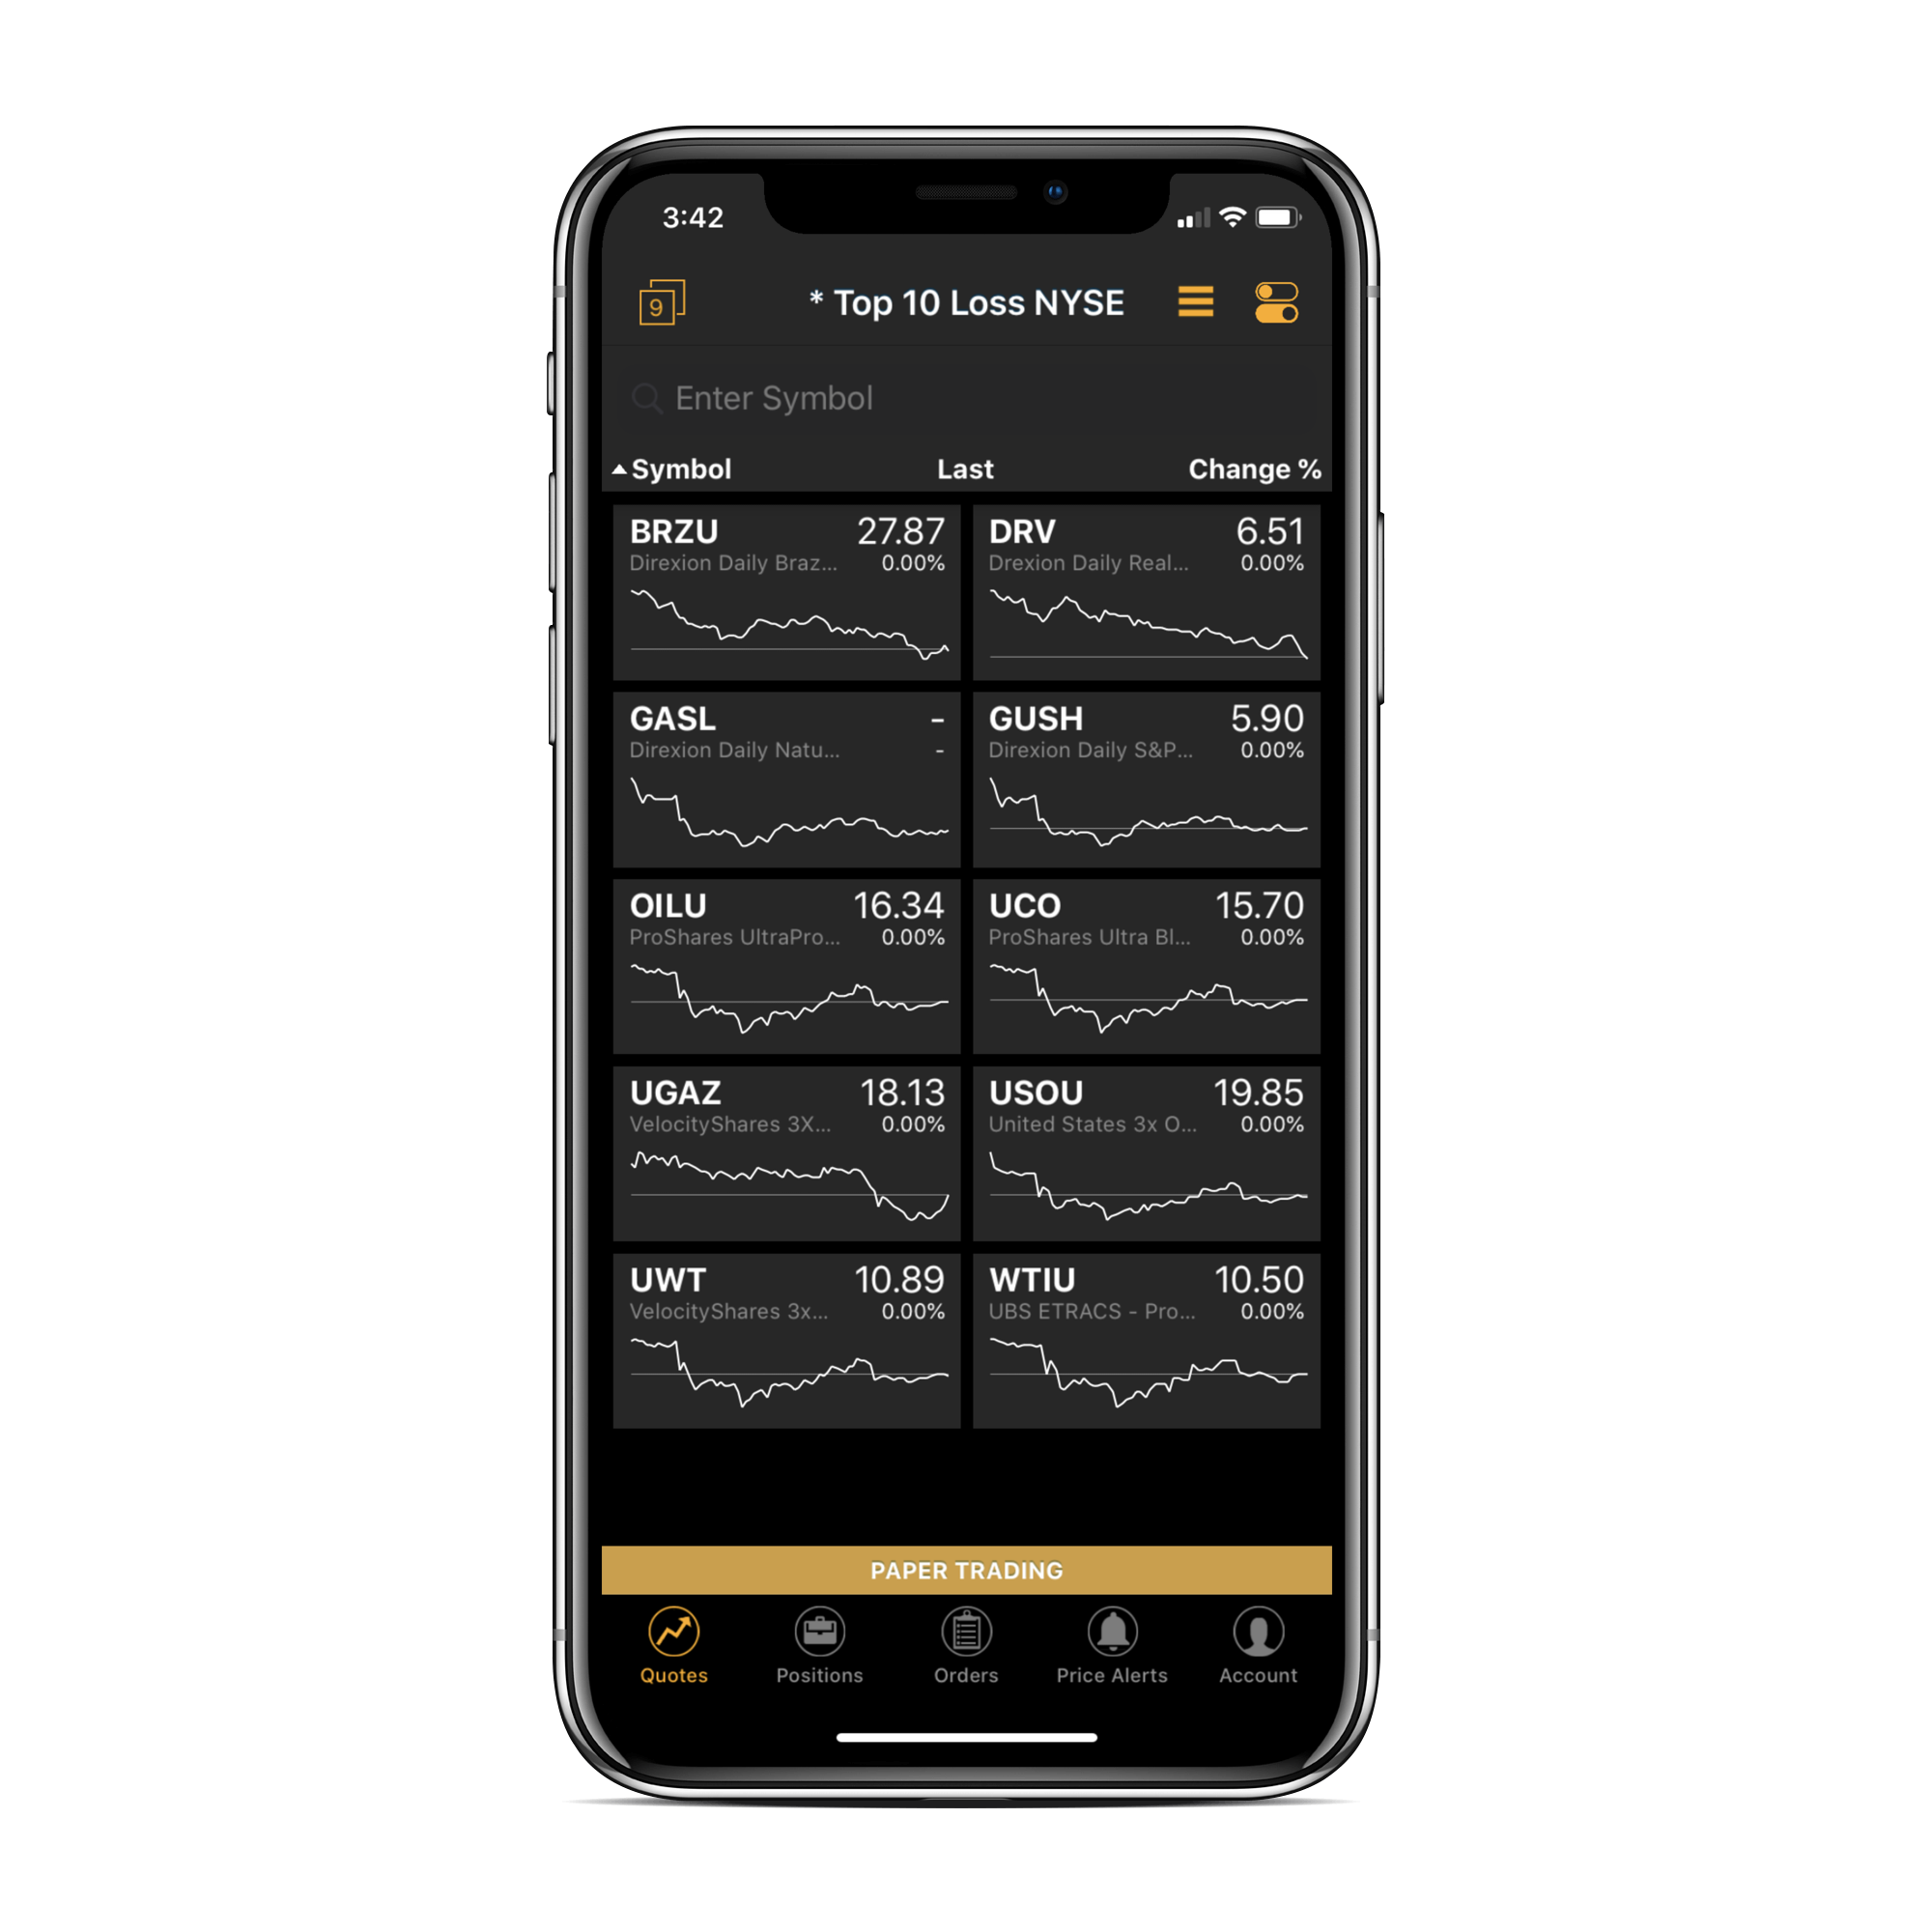 3:42
9
* Top 10 Loss NYSE
Enter Symbol
Symbol Last Change %
BRZU 27.87
Direxion Daily Braz... 0.00%
DRV 6.51
Drexion Daily Real... 0.00%
GASL -
Direxion Daily Natu... -
GUSH 5.90
Direxion Daily S&P... 0.00%
OILU 16.34
ProShares UltraPro... 0.00%
UCO 15.70
ProShares Ultra Bl... 0.00%
UGAZ 18.13
VelocityShares 3X... 0.00%
USOU 19.85
United States 3x O... 0.00%
UWT 10.89
VelocityShares 3x... 0.00%
WTIU 10.50
UBS ETRACS - Pro... 0.00%
PAPER TRADING
Quotes Positions Orders Price Alerts Account